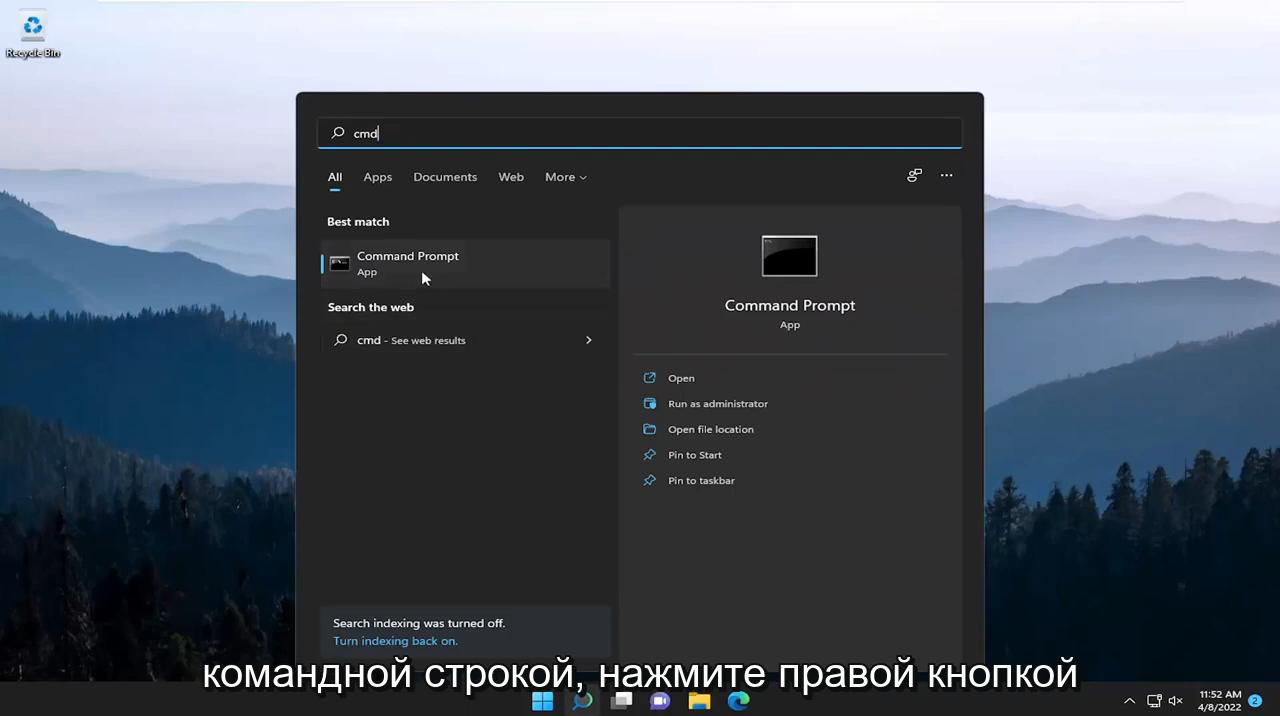 Recycle Bin
cmd
All Apps Documents Web More
Best match
Command Prompt
App
Search the web
cmd - See web results
Command Prompt
App
Open
Run as administrator
Open file location
Pin to Start
Pin to taskbar
Search indexing was turned off.
Turn indexing back on.
командной строкой, нажмите правой кнопкой
11:52 AM
4/8/2022
2